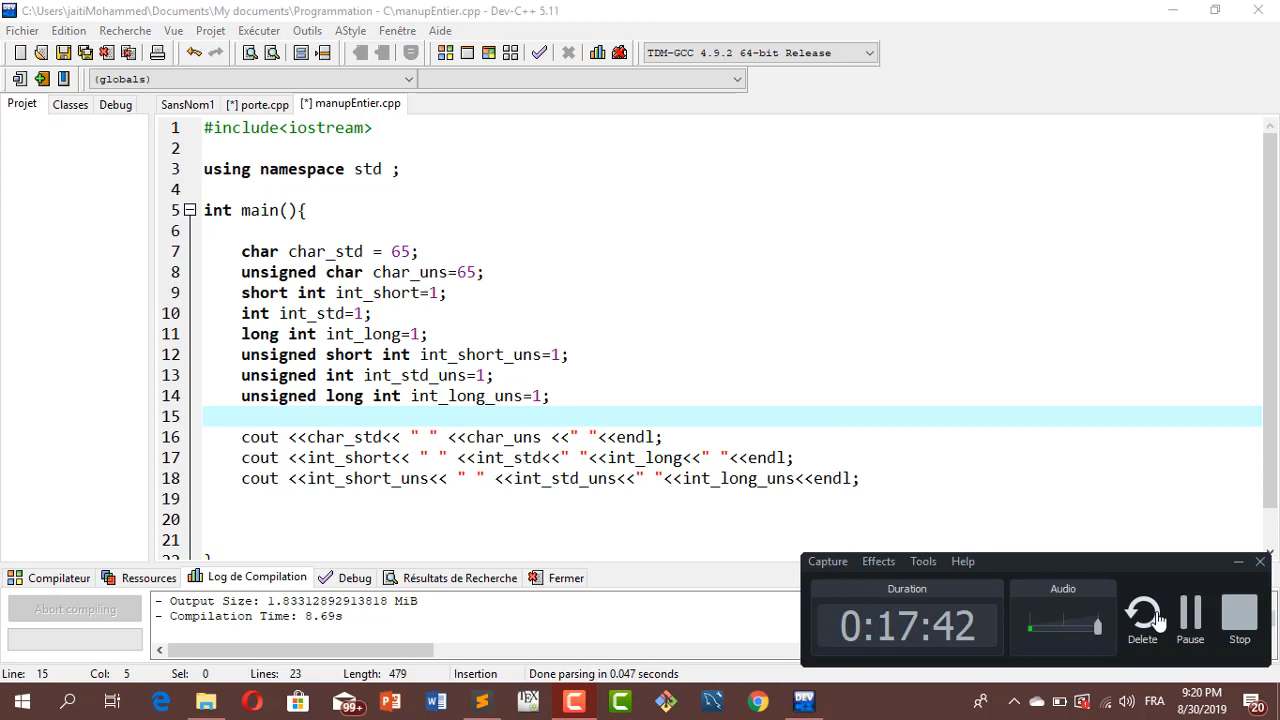 C:\Users\jaitiMohammed\Documents\My documents\Programmation - C\manupEntier.cpp - Dev-C++ 5.11
Fichier Edition Recherche Vue Projet Exécuter Outils AStyle Fenêtre Aide
TDM-GCC 4.9.2 64-bit Release
(globals)
Projet Classes Debug SansNom1 [*] porte.cpp [*] manupEntier.cpp
1 #include<iostream>
2
3 using namespace std ;
4
5 int main(){
6
7 char char_std = 65;
8 unsigned char char_uns=65;
9 short int int_short=1;
10 int int_std=1;
11 long int int_long=1;
12 unsigned short int int_short_uns=1;
13 unsigned int int_std_uns=1;
14 unsigned long int int_long_uns=1;
15
16 cout <<char_std<< " " <<char_uns <<" "<<endl;
17 cout <<int_short<< " " <<int_std<<" "<<int_long<<" "<<endl;
18 cout <<int_short_uns<< " " <<int_std_uns<<" "<<int_long_uns<<endl;
19
20
21
22 }
Compilateur Ressources Log de Compilation Debug Résultats de Recherche Fermer
Abort compiling
- Output Size: 1.83312892913818 MiB
- Compilation Time: 8.69s
Capture Effects Tools Help
Duration Audio
0:17:42
Delete Pause Stop
Line: 15 Col: 5 Sel: 0 Lines: 23 Length: 479 Insertion Done parsing in 0.047 seconds
99+
FRA
9:20 PM
8/30/2019
20